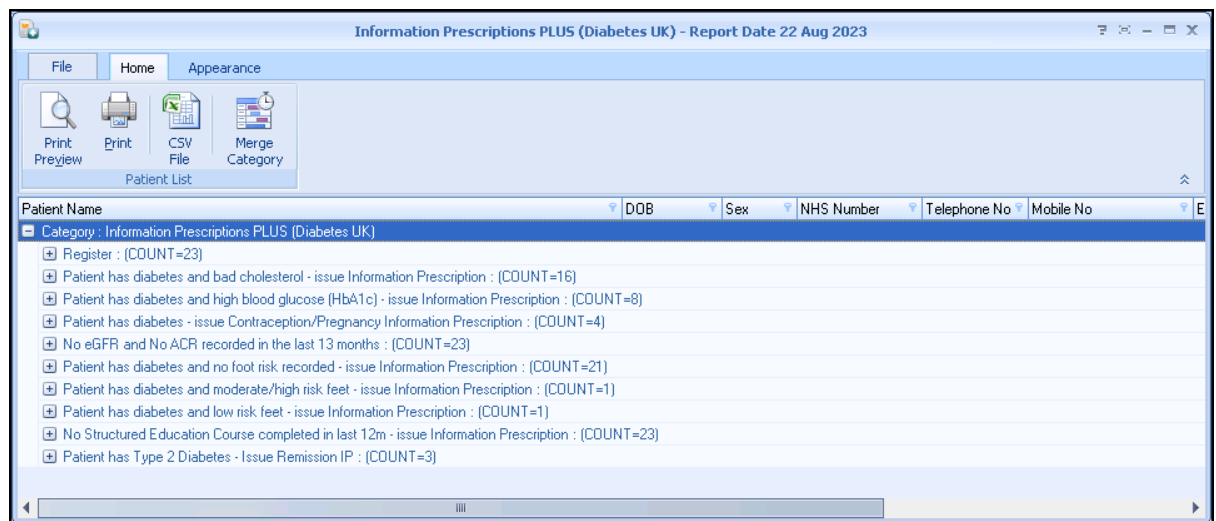 Information Prescriptions PLUS (Diabetes UK) - Report Date 22 Aug 2023
File Home Appearance
Print Preview
Print
CSV File
Merge Category
Patient List
Patient Name DOB Sex NHS Number Telephone No Mobile No E
Category : Information Prescriptions PLUS (Diabetes UK)
Register : (COUNT=23)
Patient has diabetes and bad cholesterol - issue Information Prescription : (COUNT=16)
Patient has diabetes and high blood glucose (HbA1c) - issue Information Prescription : (COUNT=8)
Patient has diabetes - issue Contraception/Pregnancy Information Prescription : (COUNT=4)
No eGFR and No ACR recorded in the last 13 months : (COUNT=23)
Patient has diabetes and no foot risk recorded - issue Information Prescription : (COUNT=21)
Patient has diabetes and moderate/high risk feet - issue Information Prescription : (COUNT=1)
Patient has diabetes and low risk feet - issue Information Prescription : (COUNT=1)
No Structured Education Course completed in last 12m - issue Information Prescription : (COUNT=23)
Patient has Type 2 Diabetes - Issue Remission IP : (COUNT=3)